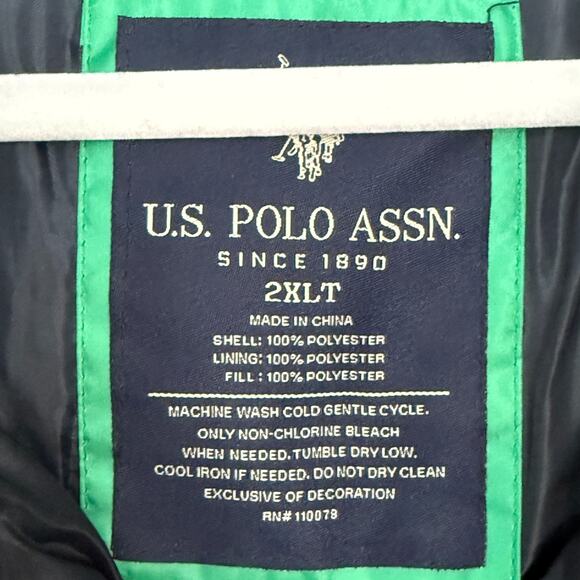 U.S. POLO ASSN.
SINCE 1890
2XLT
MADE IN CHINA
SHELL: 100% POLYESTER
LINING: 100% POLYESTER
FILL : 100% POLYESTER
MACHINE WASH COLD GENTLE CYCLE.
ONLY NON-CHLORINE BLEACH
WHEN NEEDED. TUMBLE DRY LOW.
COOL IRON IF NEEDED. DO NOT DRY CLEAN
EXCLUSIVE OF DECORATION
RN# 110079